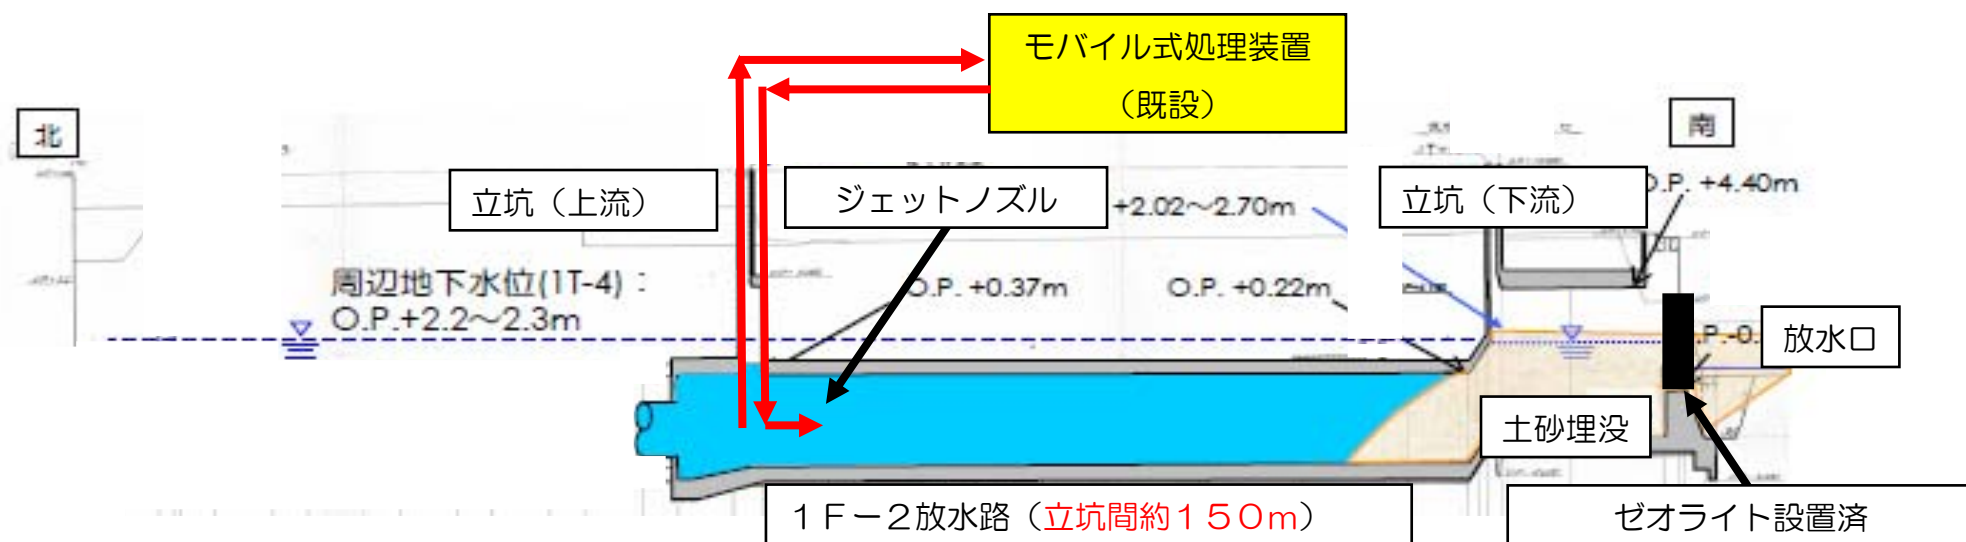 モバイル式処理装置
（既設）
北
南
立坑（上流）
ジェットノズル
+2.02～2.70m
立坑（下流）
O.P. +4.40m
周辺地下水位(1T-4)：
O.P.+2.2～2.3m
O.P. +0.37m
O.P. +0.22m
P.-0.
放水口
土砂埋没
１Ｆ－２放水路（立坑間約１５０ｍ）
ゼオライト設置済